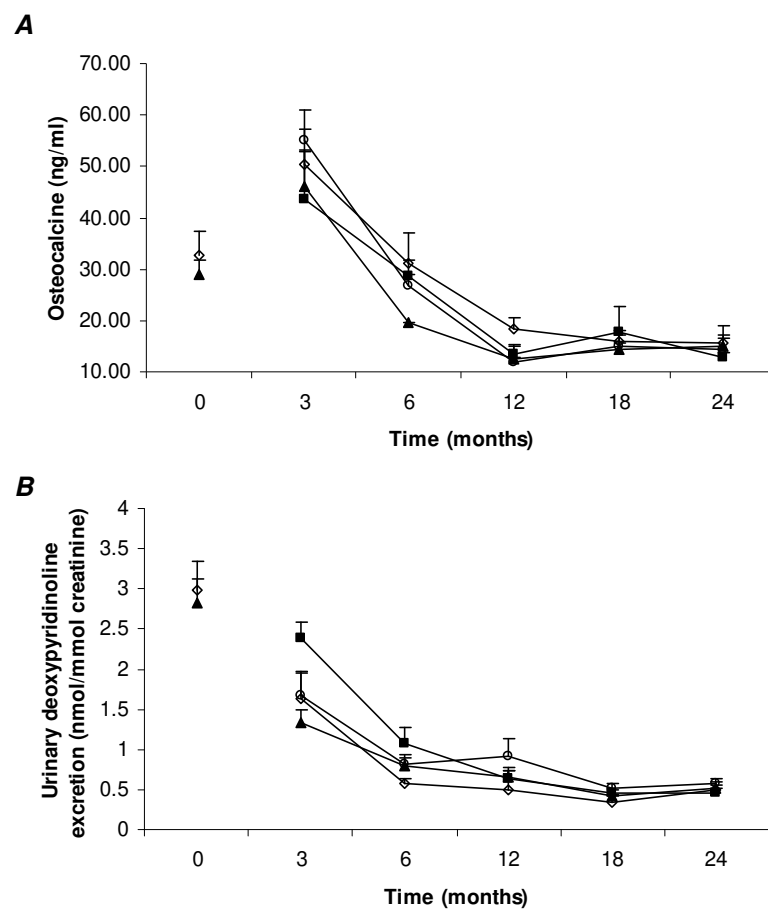 A
70.00
60.00
50.00
40.00
30.00
20.00
10.00
Osteocalcine (ng/ml)
0 3 6 12 18 24
Time (months)
B
4
3.5
3
2.5
2
1.5
1
0.5
0
Urinary deoxypyridinoline
excretion (nmol/mmol creatinine)
0 3 6 12 18 24
Time (months)